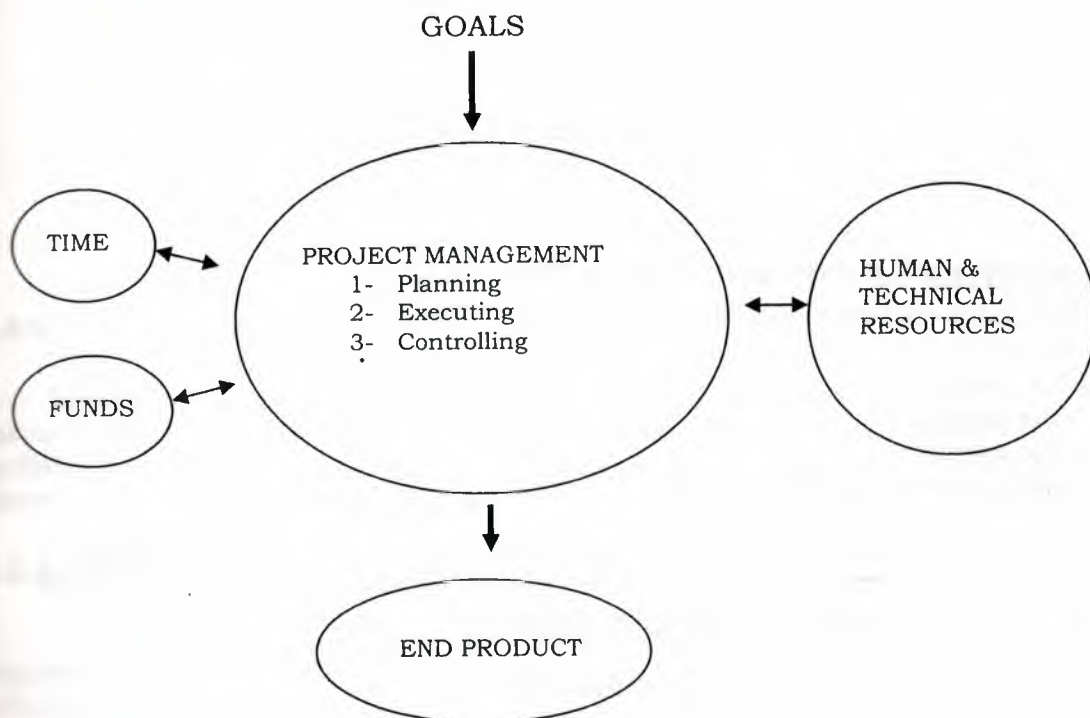 GOALS
TIME
FUNDS
PROJECT MANAGEMENT
1- Planning
2- Executing
3- Controlling
HUMAN &
TECHNICAL
RESOURCES
END PRODUCT